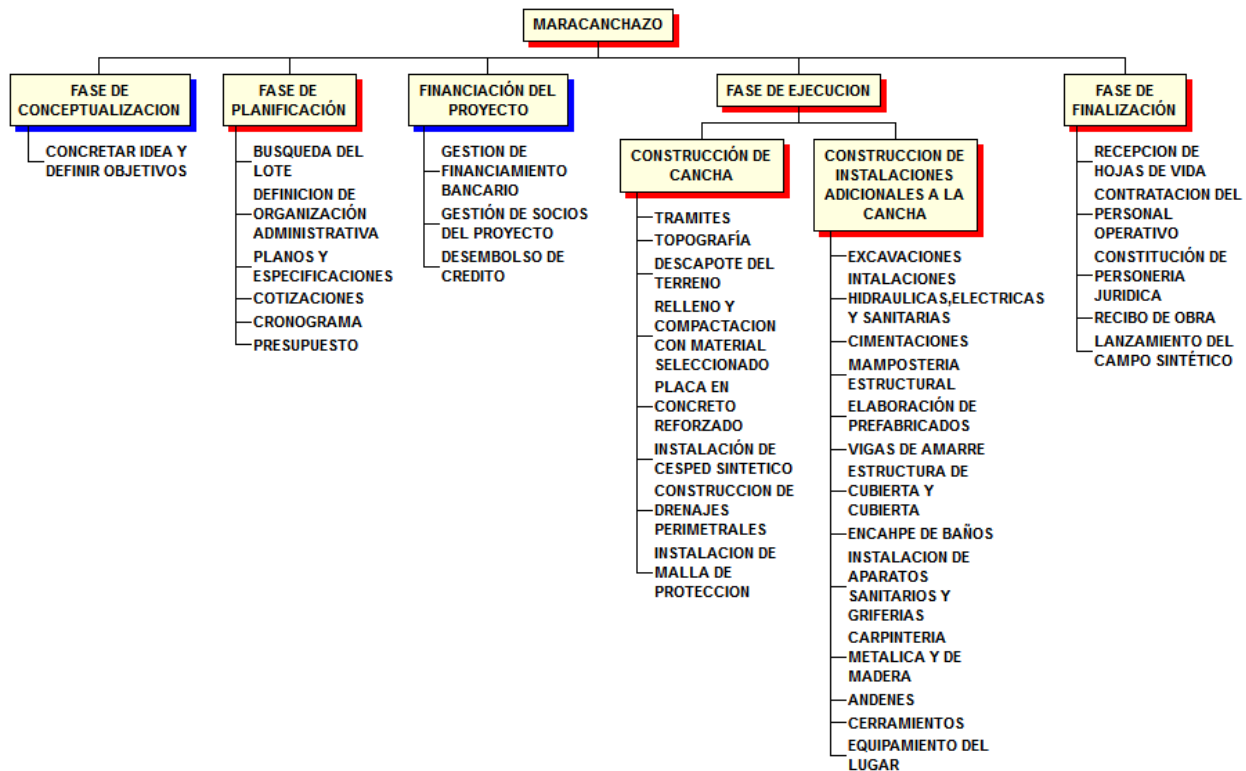 MARACANCHAZO
FASE DE
CONCEPTUALIZACION
CONCRETAR IDEA Y
DEFINIR OBJETIVOS
FASE DE
PLANIFICACIÓN
BUSQUEDA DEL
LOTE
DEFINICION DE
ORGANIZACIÓN
ADMINISTRATIVA
PLANOS Y
ESPECIFICACIONES
COTIZACIONES
CRONOGRAMA
PRESUPUESTO
FINANCIACIÓN DEL
PROYECTO
GESTION DE
FINANCIAMIENTO
BANCARIO
GESTIÓN DE SOCIOS
DEL PROYECTO
DESEMBOLSO DE
CREDITO
FASE DE EJECUCION
CONSTRUCCIÓN DE
CANCHA
TRAMITES
TOPOGRAFÍA
DESCAPOTE DEL
TERRENO
RELLENO Y
COMPACTACION
CON MATERIAL
SELECCIONADO
PLACA EN
CONCRETO
REFORZADO
INSTALACIÓN DE
CESPED SINTETICO
CONSTRUCCION DE
DRENAJES
PERIMETRALES
INSTALACION DE
MALLA DE
PROTECCION
CONSTRUCCION DE
INSTALACIONES
ADICIONALES A LA
CANCHA
EXCAVACIONES
INTALACIONES
HIDRAULICAS,ELECTRICAS
Y SANITARIAS
CIMENTACIONES
MAMPOSTERIA
ESTRUCTURAL
ELABORACIÓN DE
PREFABRICADOS
VIGAS DE AMARRE
ESTRUCTURA DE
CUBIERTA Y
CUBIERTA
ENCAHPE DE BAÑOS
INSTALACION DE
APARATOS
SANITARIOS Y
GRIFERIAS
CARPINTERIA
METALICA Y DE
MADERA
ANDENES
CERRAMIENTOS
EQUIPAMIENTO DEL
LUGAR
FASE DE
FINALIZACIÓN
RECEPCION DE
HOJAS DE VIDA
CONTRATACION DEL
PERSONAL
OPERATIVO
CONSTITUCIÓN DE
PERSONERIA
JURIDICA
RECIBO DE OBRA
LANZAMIENTO DEL
CAMPO SINTÉTICO